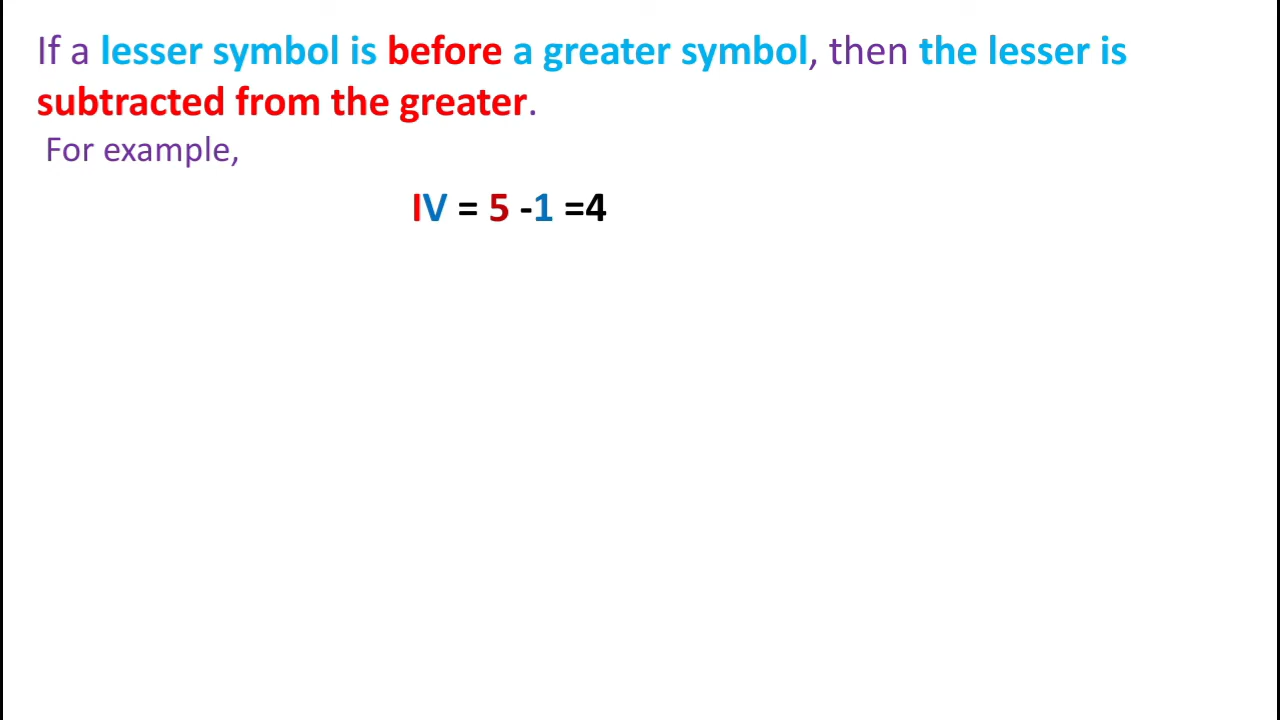 If a lesser symbol is before a greater symbol, then the lesser is
subtracted from the greater.
For example,
IV = 5 -1 =4